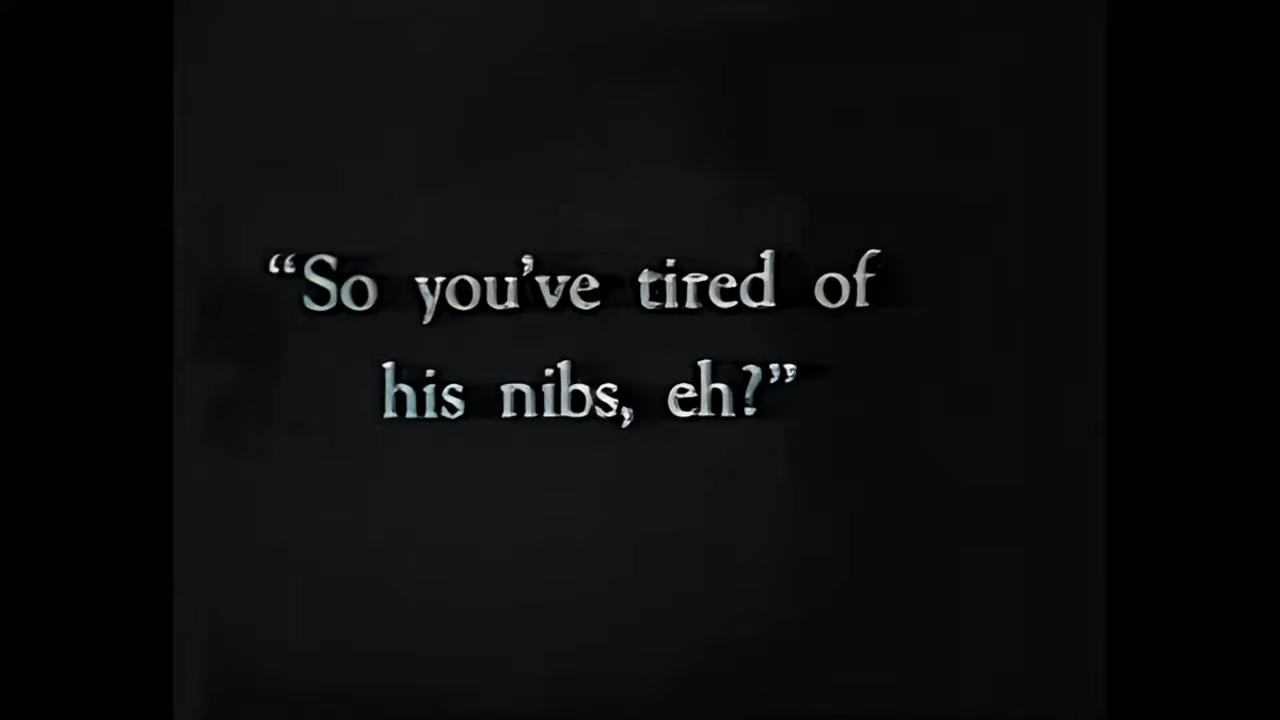 “So you've tired of
his nibs, eh?”